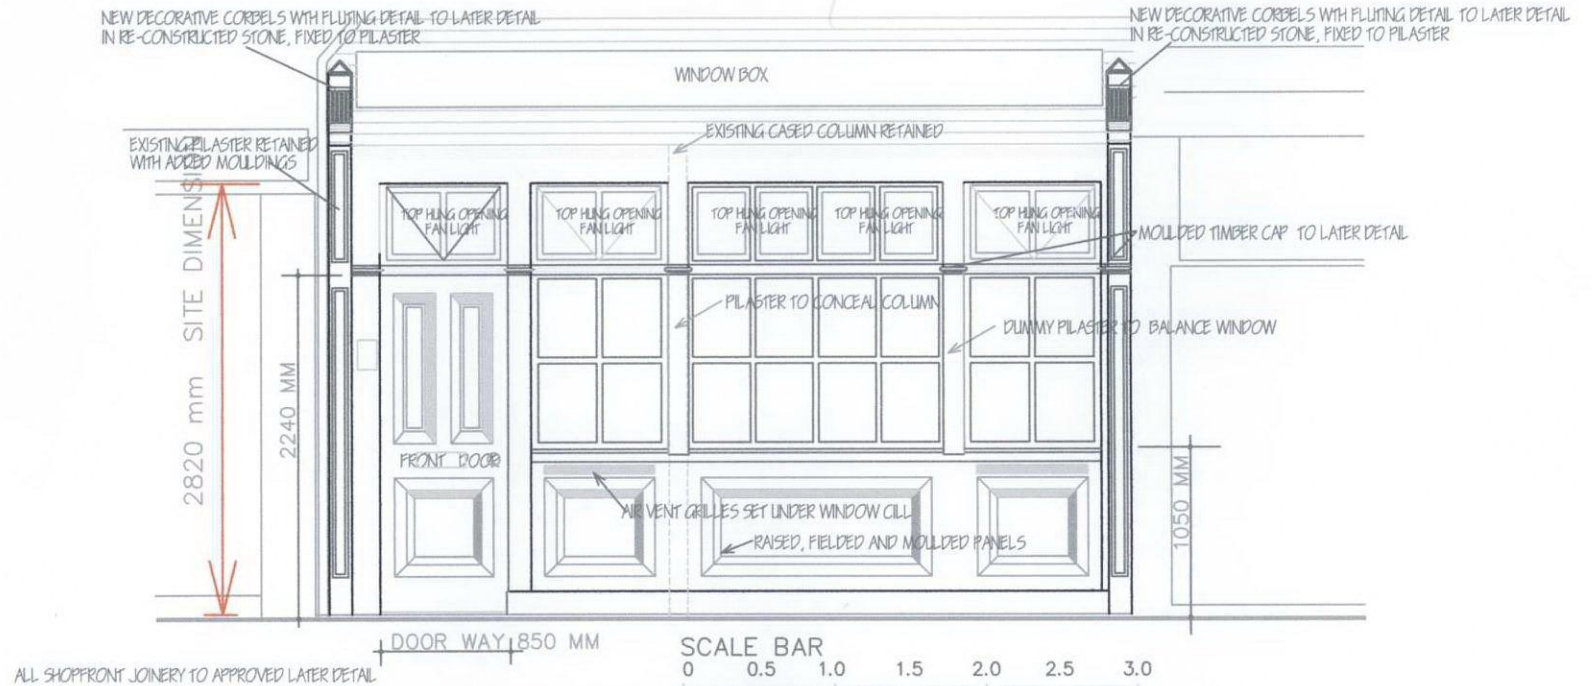 NEW DECORATIVE CORBELS WTH FLUTING DETAIL TO LATER DETAIL
IN RE-CONSTRUCTED STONE, FIXED TO PILASTER
NEW DECORATIVE CORBELS WTH FLUTING DETAIL TO LATER DETAIL
IN RE-CONSTRUCTED STONE, FIXED TO PILASTER
WINDOW BOX
EXISTING CASED COLUMN RETAINED
EXISTING PILASTER RETAINED
WITH ADDED MOULDINGS
TOP HUNG OPENING
FAN LIGHT
TOP HUNG OPENING
FAN LIGHT
TOP HUNG OPENING
FAN LIGHT
TOP HUNG OPENING
FAN LIGHT
TOP HUNG OPENING
FAN LIGHT
MOULDED TIMBER CAP TO LATER DETAIL
2820 mm SITE DIMENSION
2240 MM
PILASTER TO CONCEAL COLUMN
DUMMY PILASTER TO BALANCE WINDOW
FRONT DOOR
AIR VENT GRILLES SET UNDER WINDOW CILL
RAISED, FIELDED AND MOULDED PANELS
1050 MM
DOOR WAY 850 MM
SCALE BAR
0 0.5 1.0 1.5 2.0 2.5 3.0
ALL SHOPFRONT JOINERY TO APPROVED LATER DETAIL